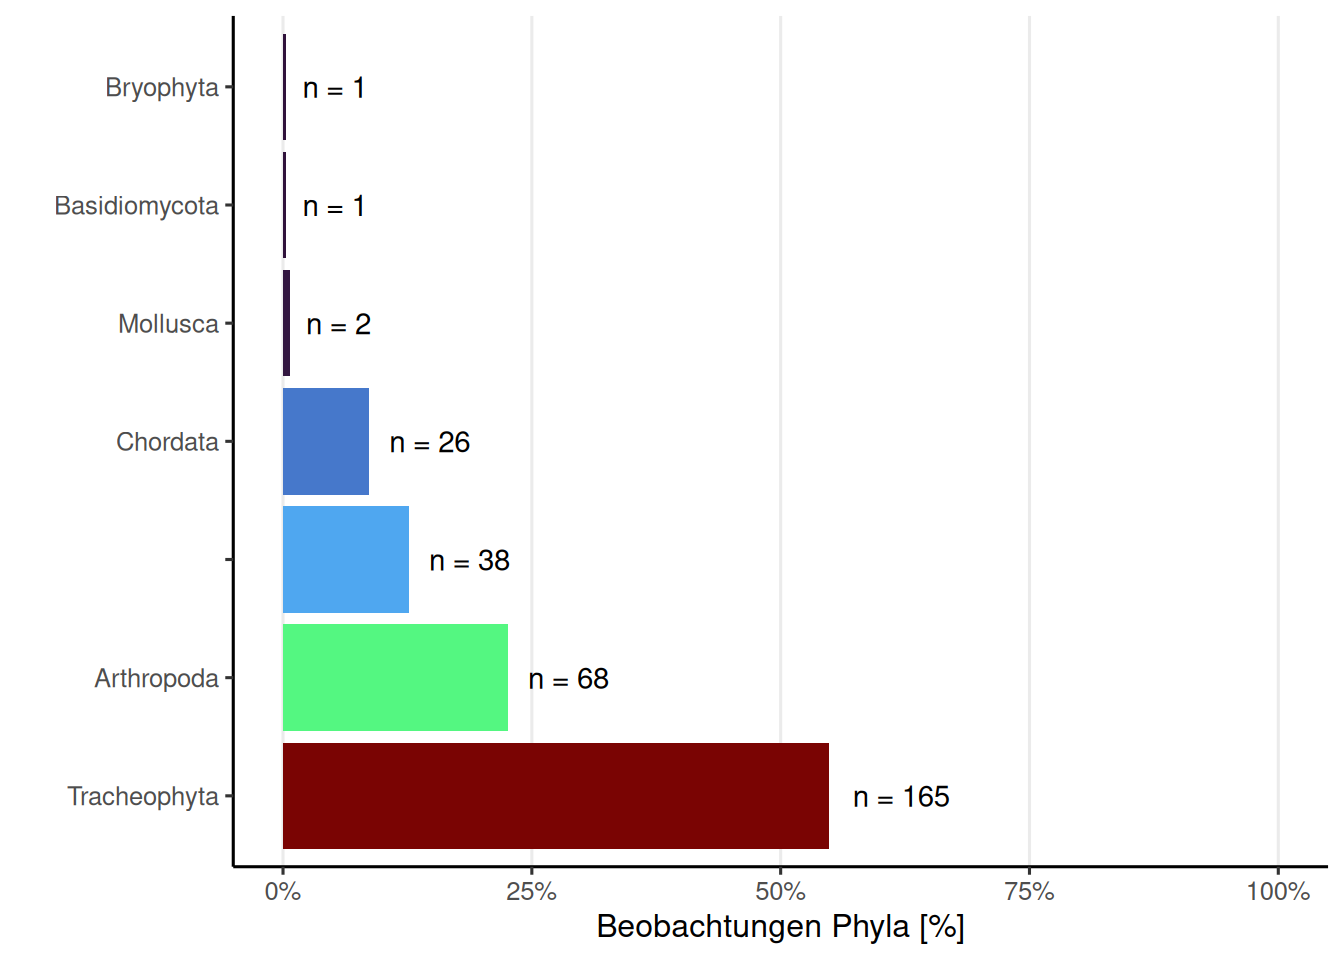 Bryophyta n = 1
Basidiomycota n = 1
Mollusca n = 2
Chordata n = 26
n = 38
Arthropoda n = 68
Tracheophyta n = 165
0% 25% 50% 75% 100%
Beobachtungen Phyla [%]